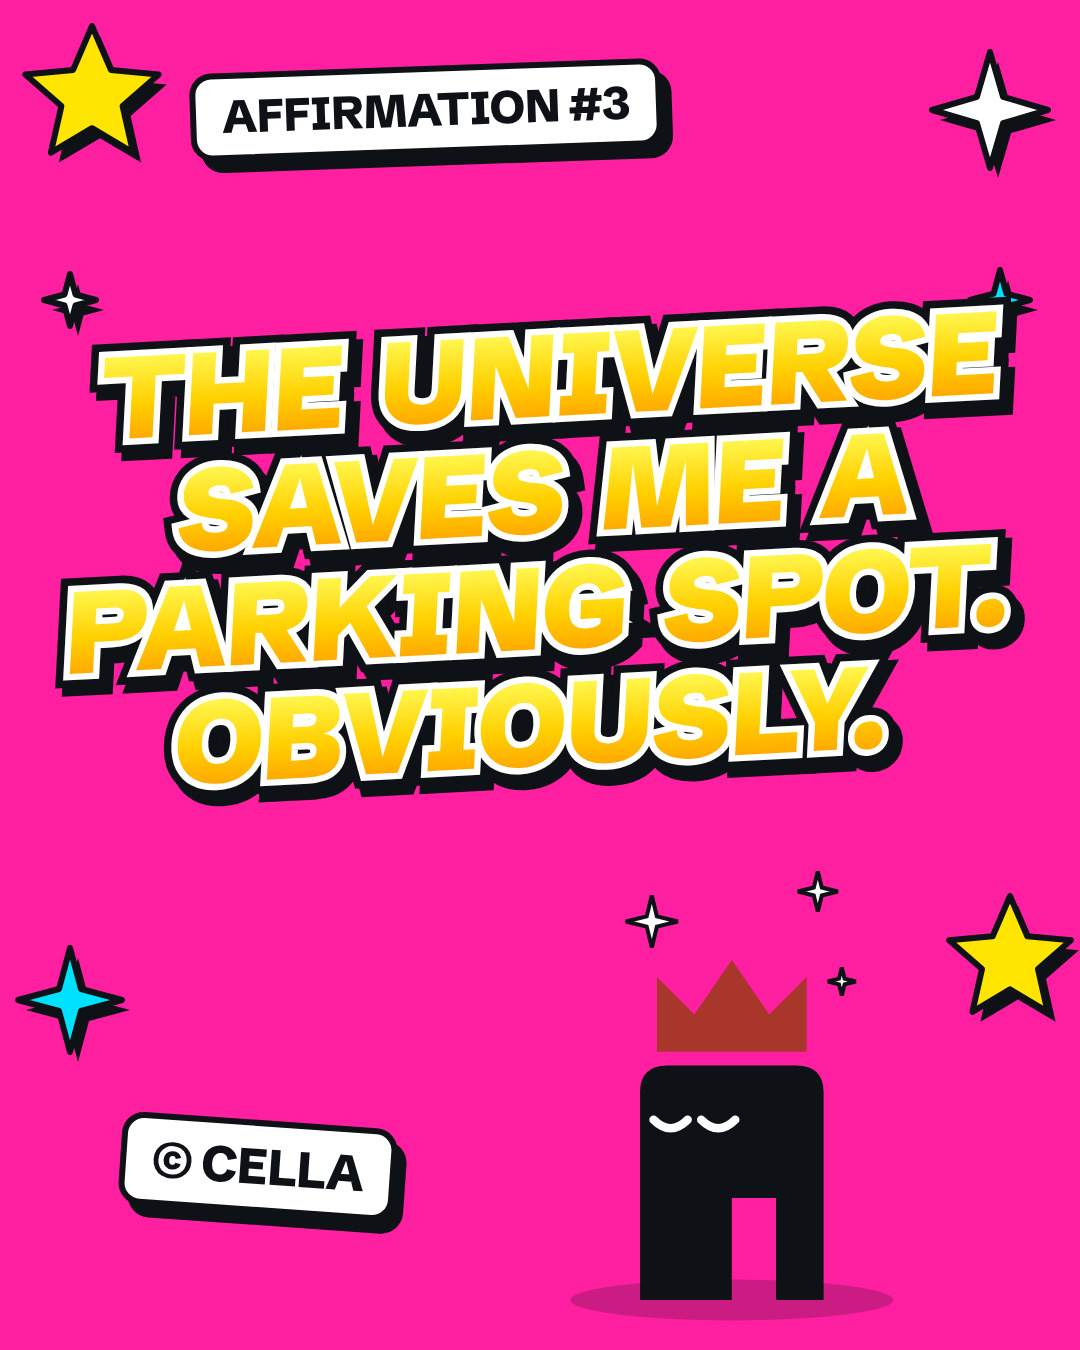 AFFIRMATION #3
THE UNIVERSE
SAVES ME A
PARKING SPOT.
OBVIOUSLY.
© CELLA